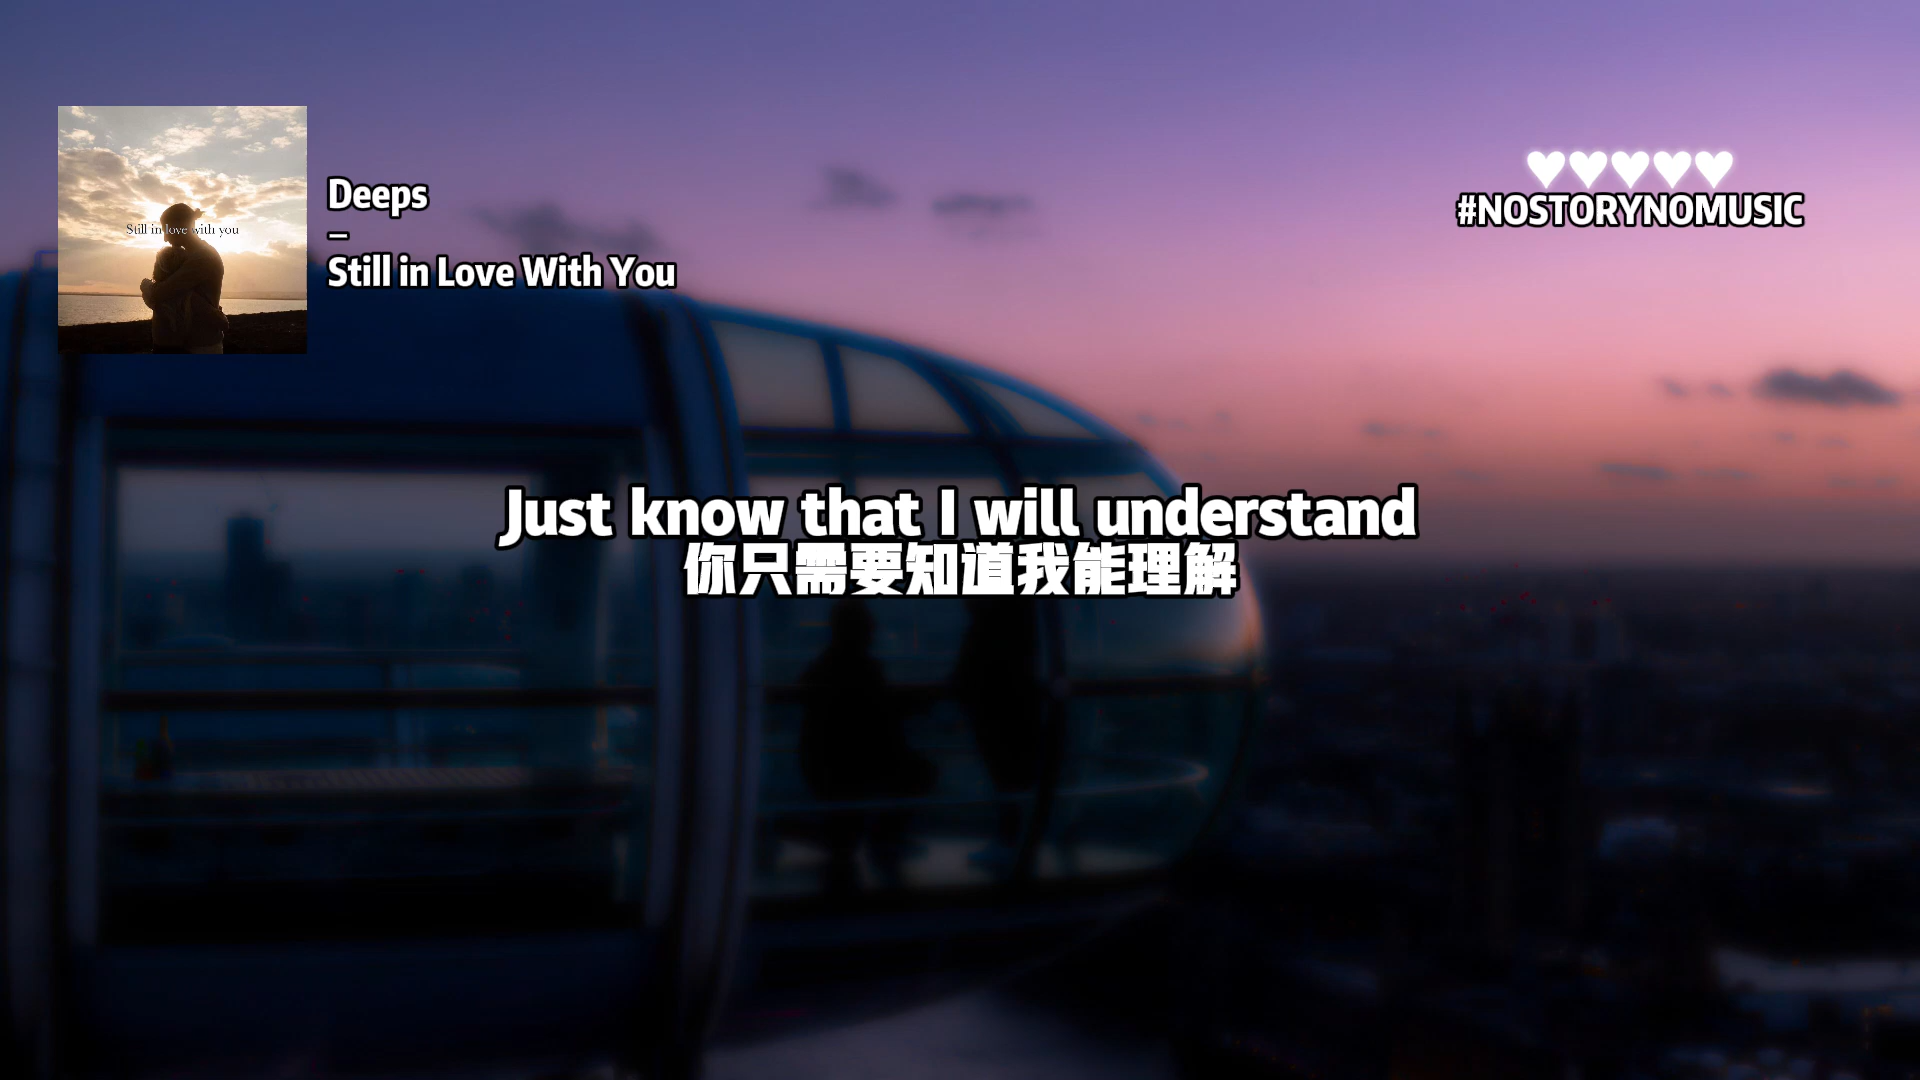 Still in love with you
Deeps
–
Still in Love With You
♥♥♥♥♥
#NOSTORYNOMUSIC
Just know that I will understand
你只需要知道我能理解